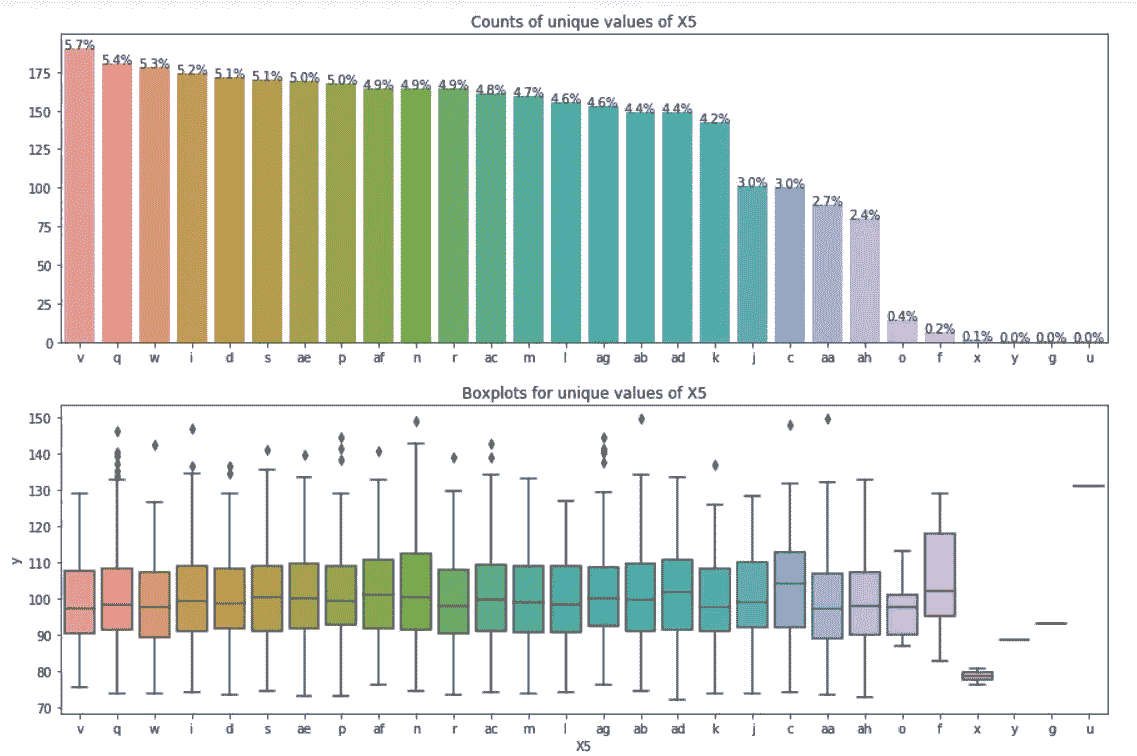 Counts of unique values of X5
5.7% 5.4% 5.3% 5.2% 5.1% 5.1% 5.0% 5.0% 4.9% 4.9% 4.9% 4.8% 4.7% 4.6% 4.6% 4.4% 4.4% 4.2% 3.0% 3.0% 2.7% 2.4% 0.4% 0.2% 0.1% 0.0% 0.0% 0.0%
175
150
125
100
75
50
25
0
v q w i d s ae p af n r ac m l ag ab ad k j c aa ah o f x y g u
Boxplots for unique values of X5
150
140
130
120
110
y
100
90
80
70
v q w i d s ae p af n r ac m l ag ab ad k j c aa ah o f x y g u
X5